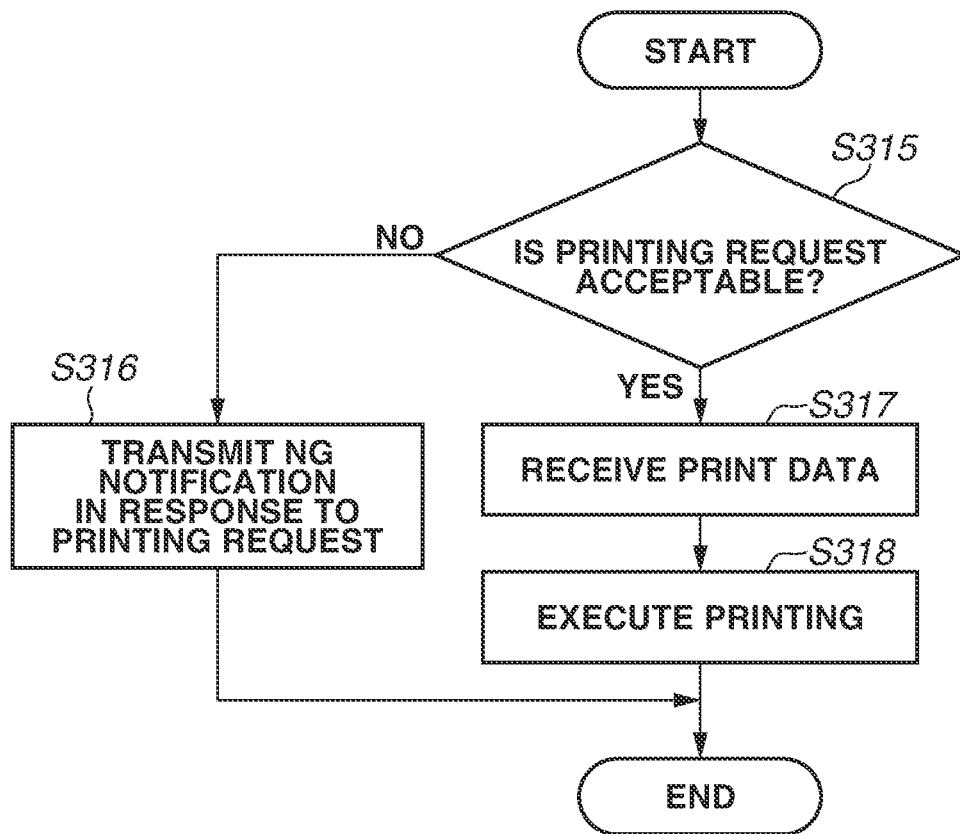 START
S315
NO
IS PRINTING REQUEST
ACCEPTABLE?
YES
S316
TRANSMIT NG
NOTIFICATION
IN RESPONSE TO
PRINTING REQUEST
S317
RECEIVE PRINT DATA
S318
EXECUTE PRINTING
END